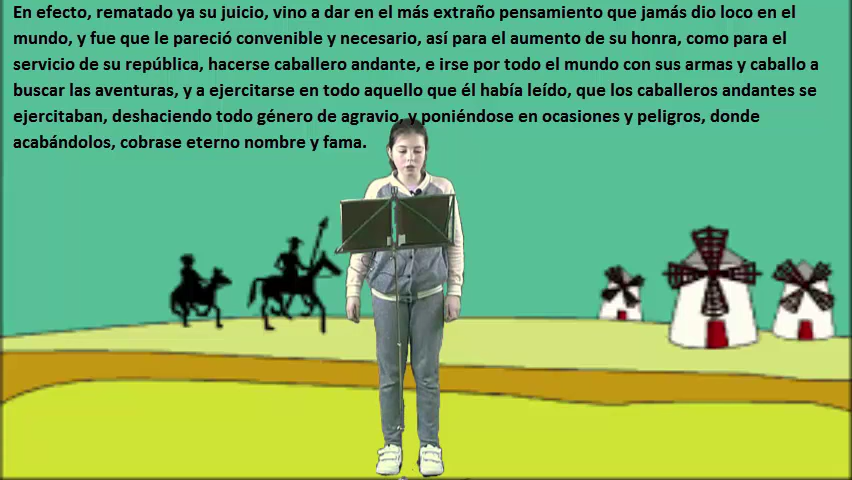 En efecto, rematado ya su juicio, vino a dar en el más extraño pensamiento que jamás dio loco en el
mundo, y fue que le pareció convenible y necesario, así para el aumento de su honra, como para el
servicio de su república, hacerse caballero andante, e irse por todo el mundo con sus armas y caballo a
buscar las aventuras, y a ejercitarse en todo aquello que él había leído, que los caballeros andantes se
ejercitaban, deshaciendo todo género de agravio, y poniéndose en ocasiones y peligros, donde
acabándolos, cobrase eterno nombre y fama.